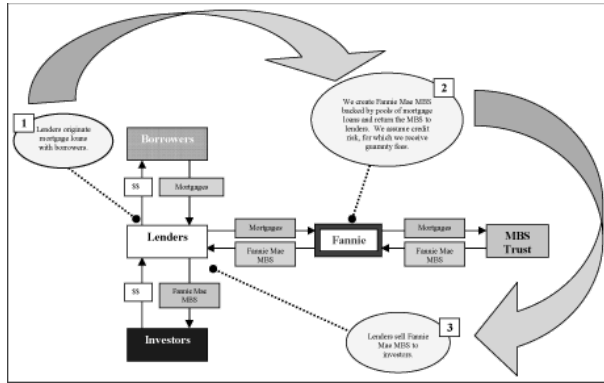 1
Lenders originate
mortgage loans
with borrowers.
2
We create Fannie Mae MBS
backed by pools of mortgage
loans and return the MBS to
lenders. We assume credit
risk, for which we receive
guaranty fees.
Borrowers
$$
Mortgages
Lenders
Mortgages
Fannie Mae
MBS
Fannie
Mortgages
Fannie Mae
MBS
MBS
Trust
$$
Fannie Mae
MBS
Investors
3
Lenders sell Fannie
Mae MBS to
investors.